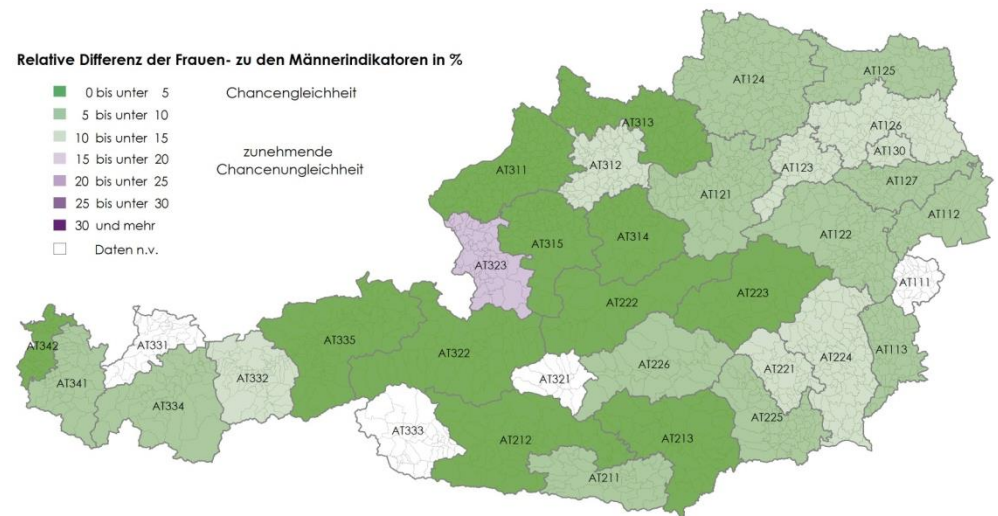 Relative Differenz der Frauen- zu den Männerindikatoren in %
0 bis unter 5 Chancengleichheit
5 bis unter 10
10 bis unter 15
15 bis unter 20 zunehmende
20 bis unter 25 Chancenungleichheit
25 bis unter 30
30 und mehr
Daten n.v.
AT124
AT125
AT126
AT130
AT313
AT312
AT123
AT311
AT127
AT121
AT112
AT122
AT314
AT315
AT323
AT111
AT223
AT222
AT335
AT342
AT331
AT322
AT224
AT113
AT226
AT221
AT321
AT332
AT341
AT334
AT225
AT333
AT212
AT213
AT211